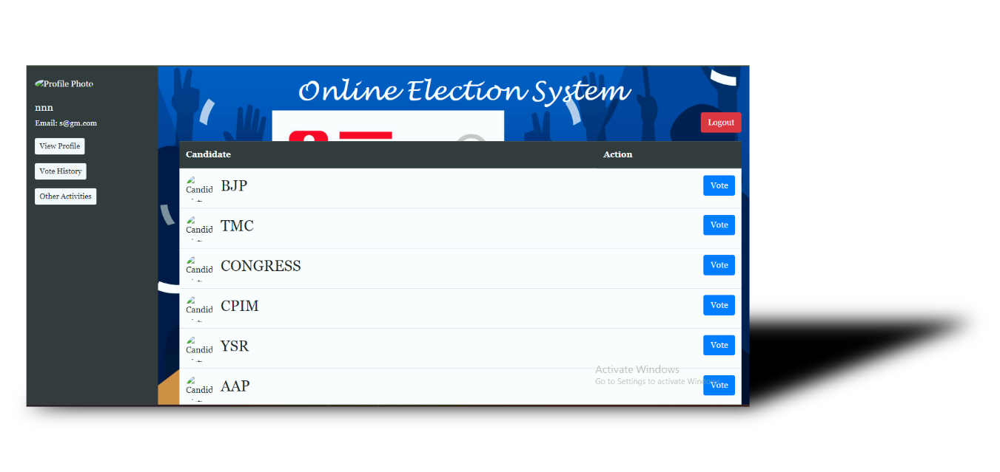 Profile Photo
nnn
Email: s@gm.com
View Profile
Vote History
Other Activities
Online Election System
Logout
Candidate Action
Candid BJP Vote
Candid TMC Vote
Candid CONGRESS Vote
Candid CPIM Vote
Candid YSR Vote
Candid AAP Vote
Activate Windows
Go to Settings to activate Windows.